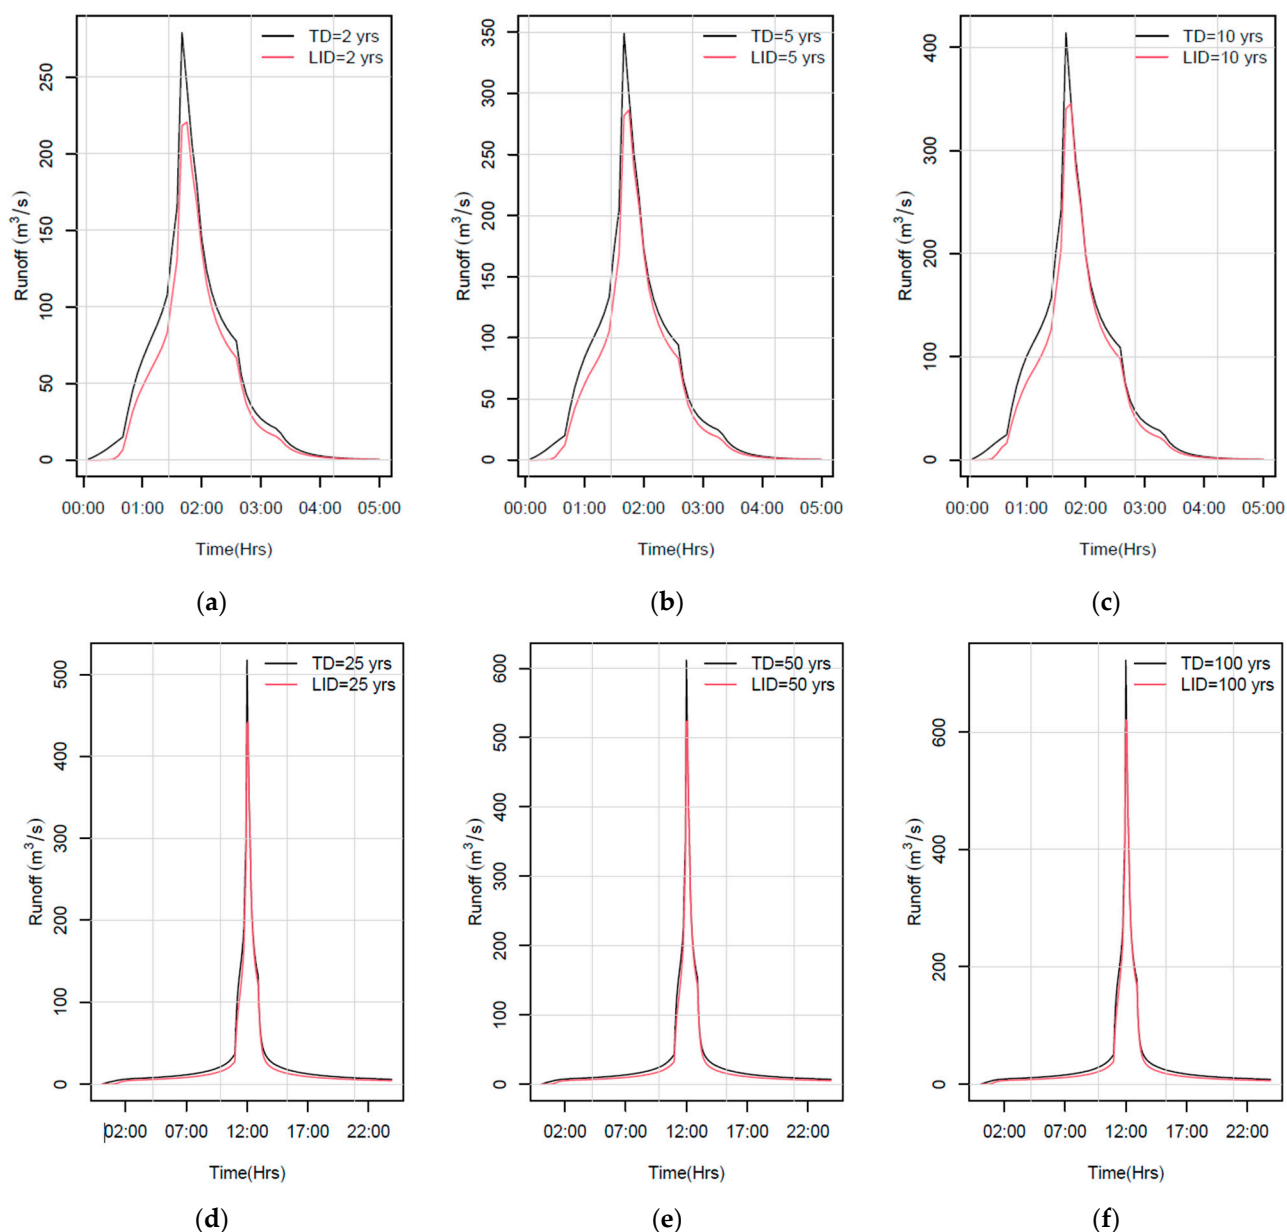 TD=2 yrs
LID=2 yrs
Runoff (m³/s)
250
200
150
100
50
0
00:00 01:00 02:00 03:00 04:00 05:00
Time(Hrs)
(a)
TD=5 yrs
LID=5 yrs
Runoff (m³/s)
350
300
250
200
150
100
50
0
00:00 01:00 02:00 03:00 04:00 05:00
Time(Hrs)
(b)
TD=10 yrs
LID=10 yrs
Runoff (m³/s)
400
300
200
100
0
00:00 01:00 02:00 03:00 04:00 05:00
Time(Hrs)
(c)
TD=25 yrs
LID=25 yrs
Runoff (m³/s)
500
400
300
200
100
0
02:00 07:00 12:00 17:00 22:00
Time(Hrs)
(d)
TD=50 yrs
LID=50 yrs
Runoff (m³/s)
600
500
400
300
200
100
0
02:00 07:00 12:00 17:00 22:00
Time(Hrs)
(e)
TD=100 yrs
LID=100 yrs
Runoff (m³/s)
600
400
200
0
02:00 07:00 12:00 17:00 22:00
Time(Hrs)
(f)